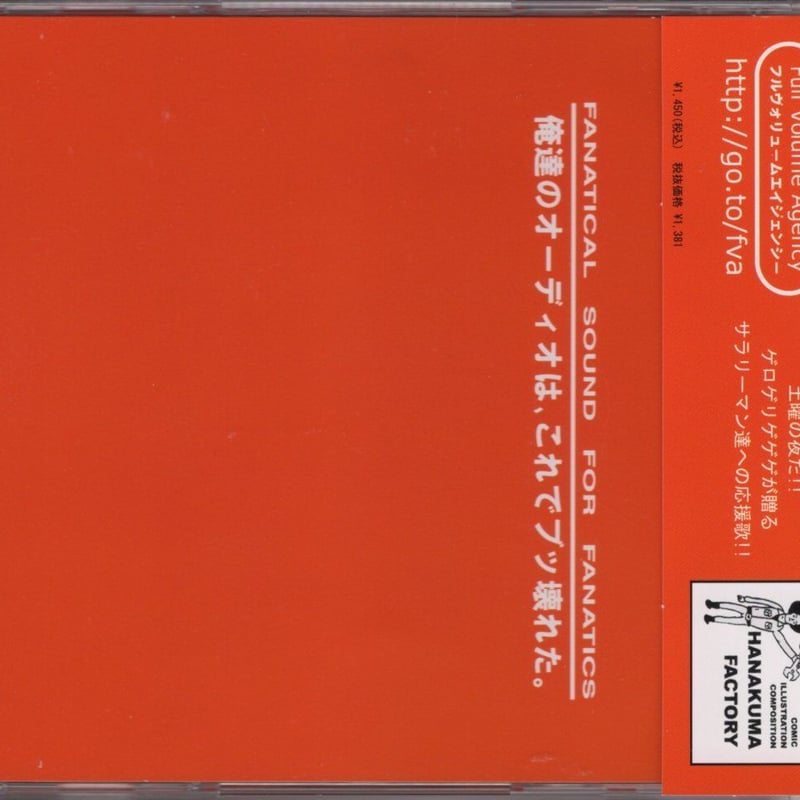 FANATICAL SOUND FOR FANATICS
俺達のオーディオは、これでブッ壊れた。
Full Volume Agency
フルヴォリュームエイジェンシー
http://go.to/fva
¥1,450(税込) 税抜価格 ¥1,381
土曜の夜だ!!
ゲロゲリゲゲゲが贈る
サラリーマン達への応援歌!!
COMIC
ILLUSTRATION
COMPOSITION
HANAKUMA
FACTORY